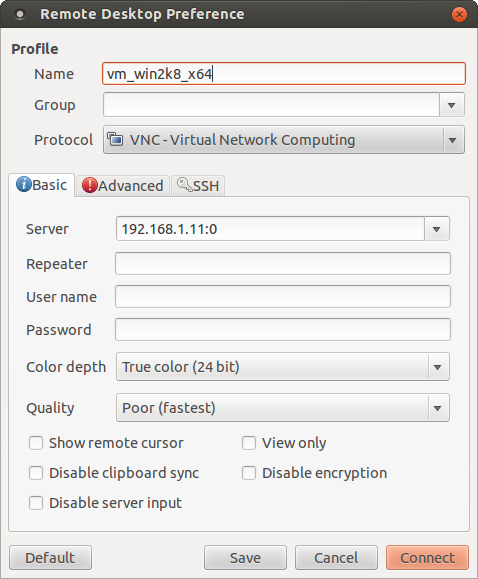 Remote Desktop Preference
Profile
Name vm_win2k8_x64
Group
Protocol VNC - Virtual Network Computing
Basic Advanced SSH
Server 192.168.1.11:0
Repeater
User name
Password
Color depth True color (24 bit)
Quality Poor (fastest)
Show remote cursor View only
Disable clipboard sync Disable encryption
Disable server input
Default Save Cancel Connect